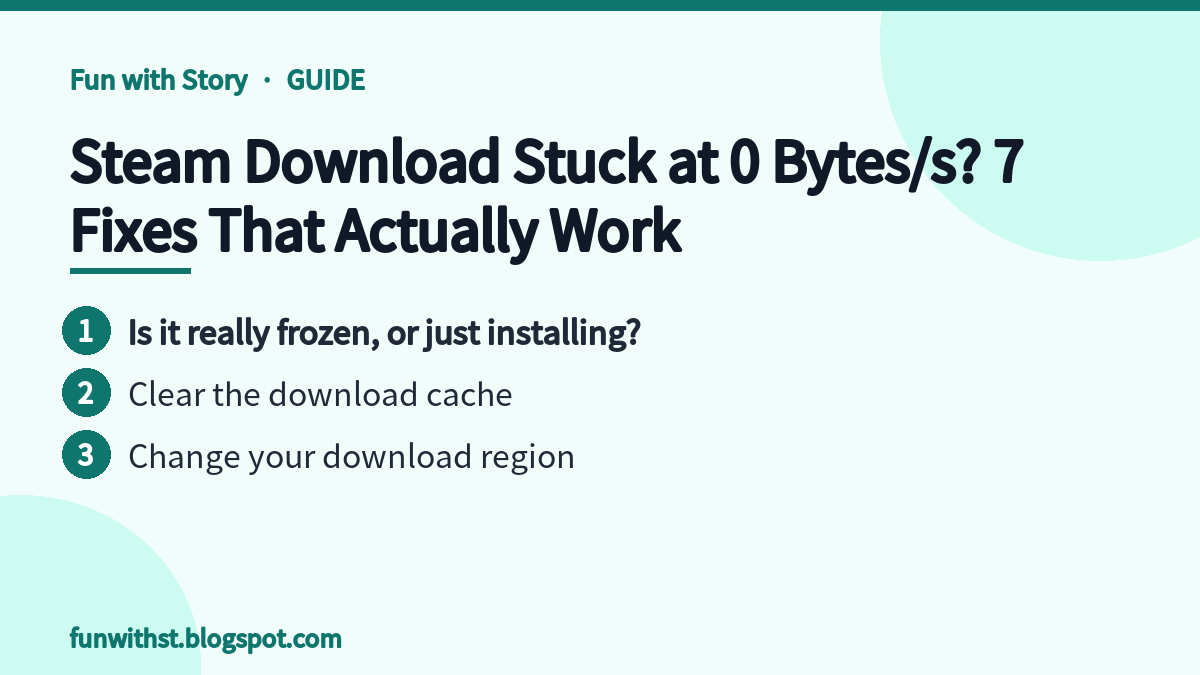 Fun with Story · GUIDE
Steam Download Stuck at 0 Bytes/s? 7
Fixes That Actually Work
1 Is it really frozen, or just installing?
2 Clear the download cache
3 Change your download region
funwithst.blogspot.com